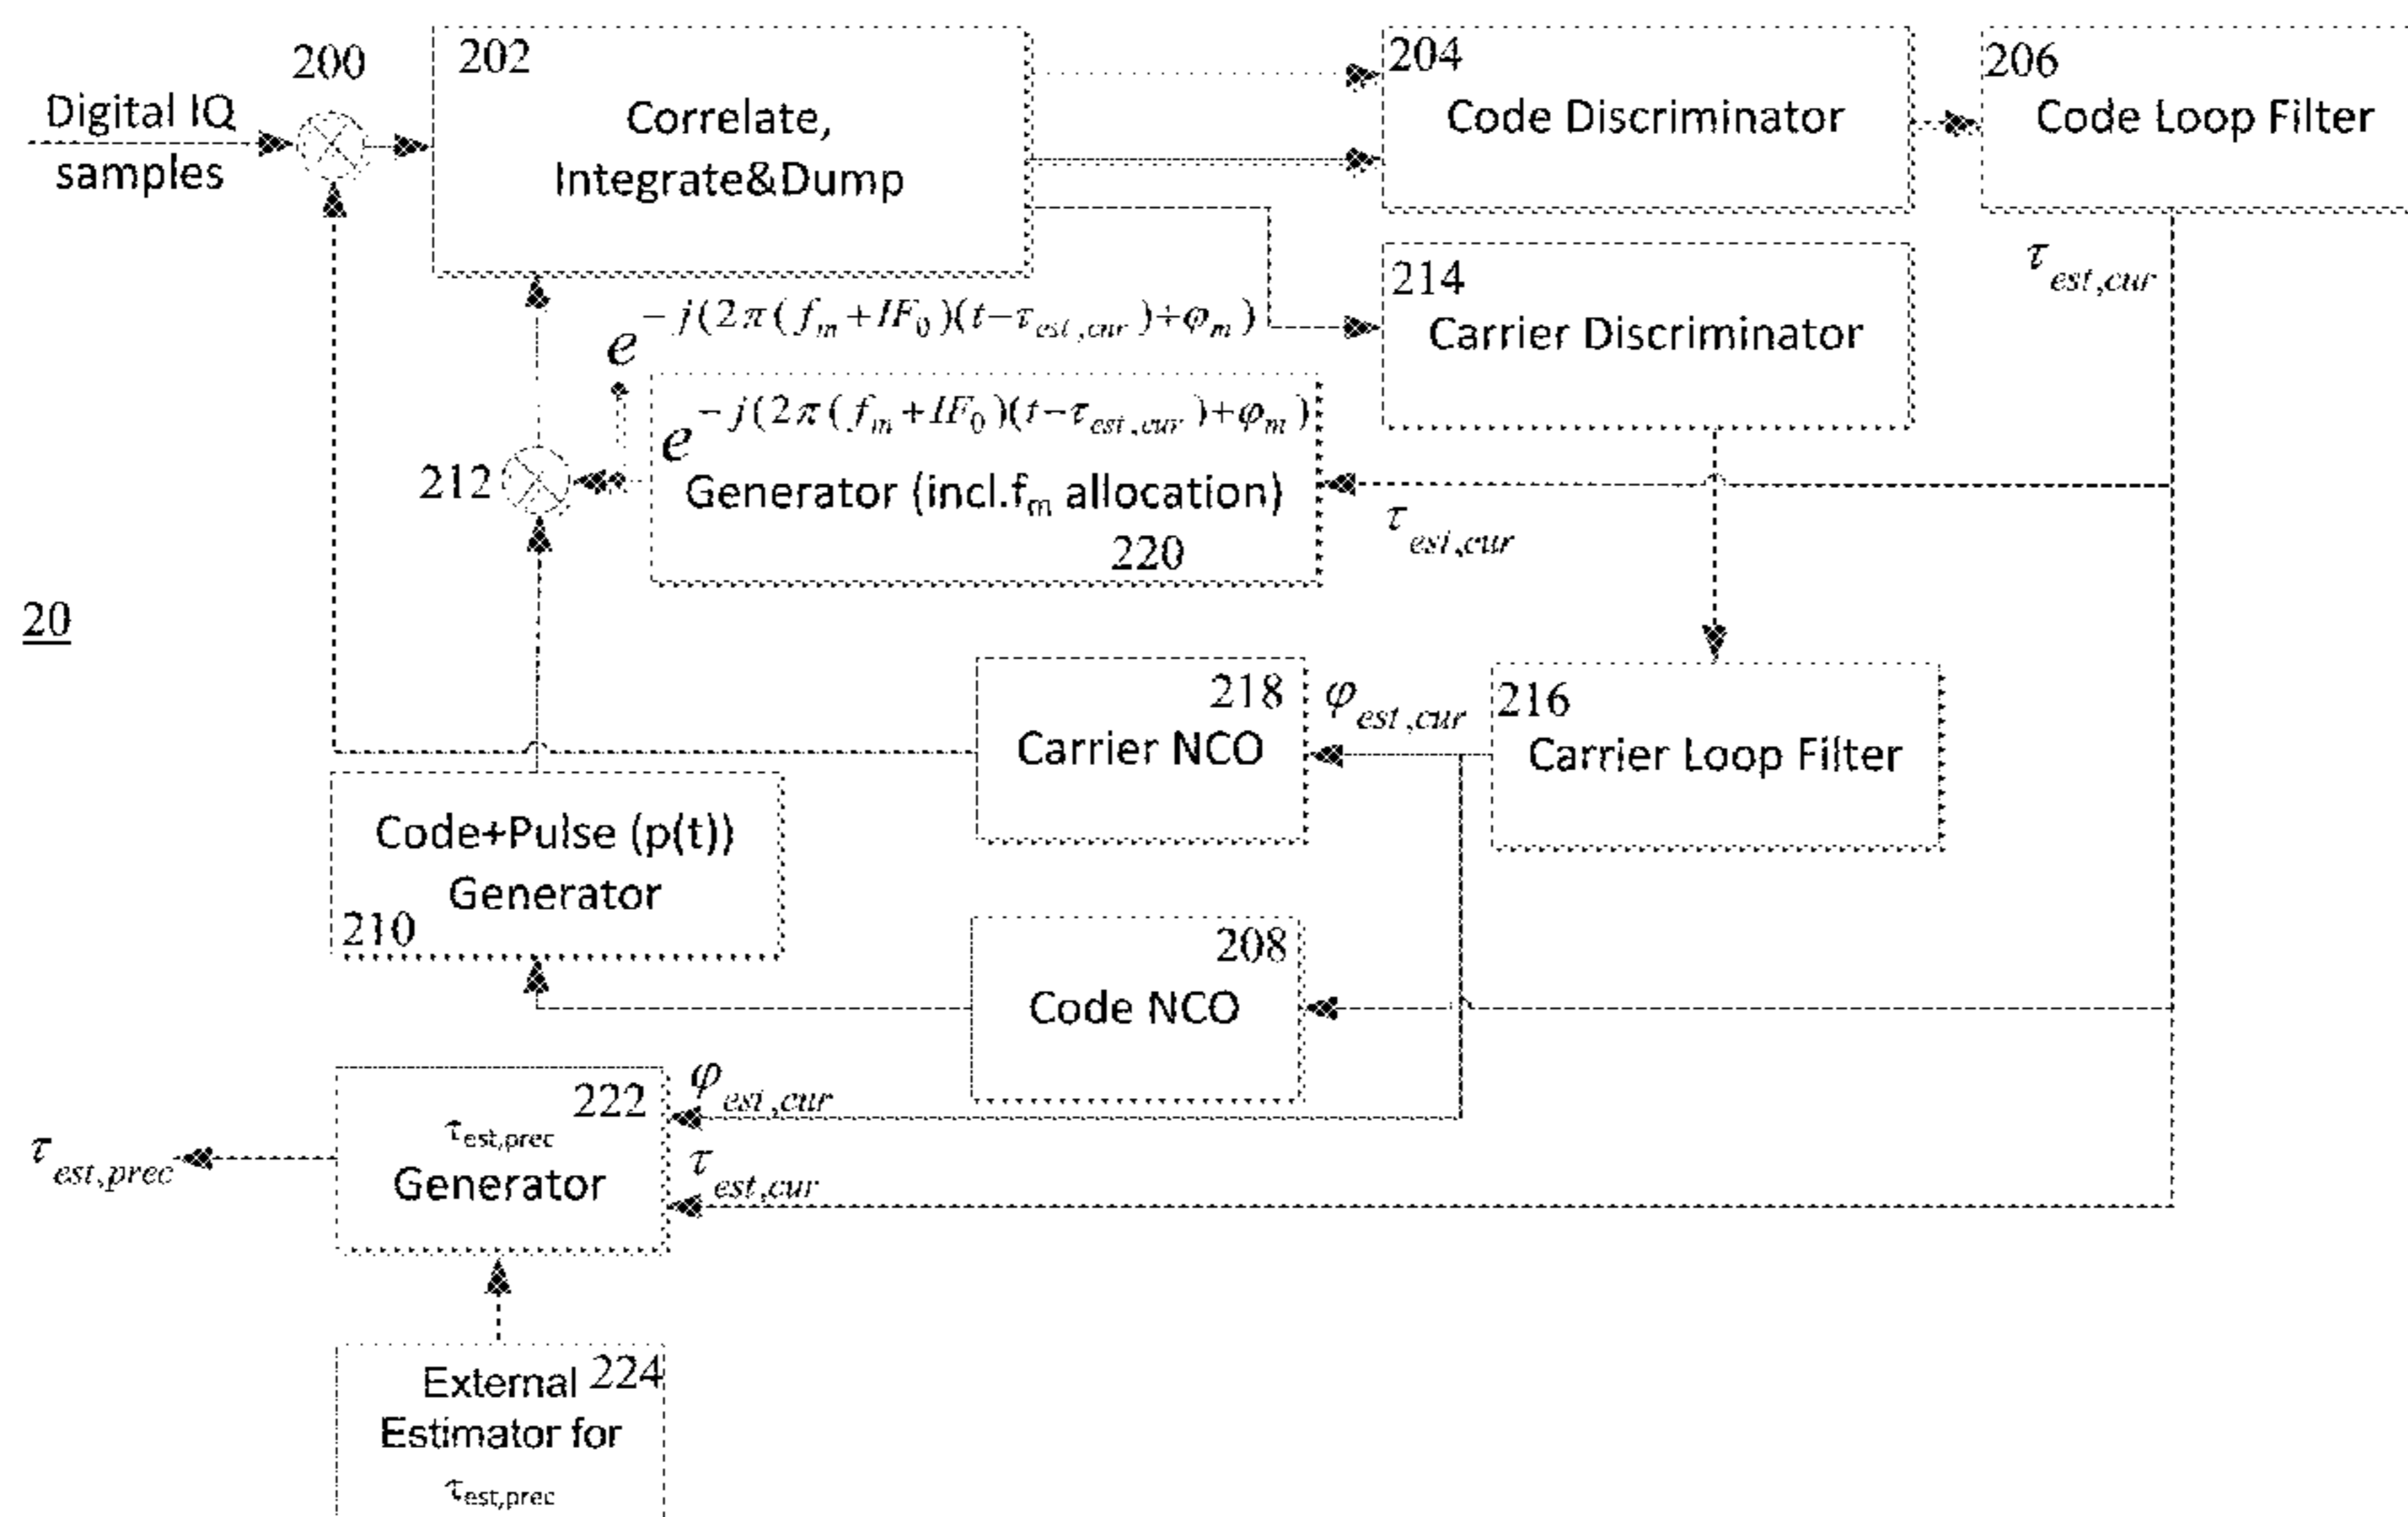 200
Digital IQ
samples
202
Correlate,
Integrate&Dump
204
Code Discriminator
206
Code Loop Filter
τ est,cur
214
Carrier Discriminator
e −j(2π(f_m+IF_0)(t−τ_est,cur)+φ_m)
e −j(2π(f_m+IF_0)(t−τ_est,cur)+φ_m)
Generator (incl.f_m allocation)
220
212
τ est,cur
20
218
Carrier NCO
φ est,cur
216
Carrier Loop Filter
Code+Pulse (p(t))
Generator
210
208
Code NCO
222
τest,prec
Generator
φ est,cur
τ est,cur
τ est,prec
External
224
Estimator for
τest,prec